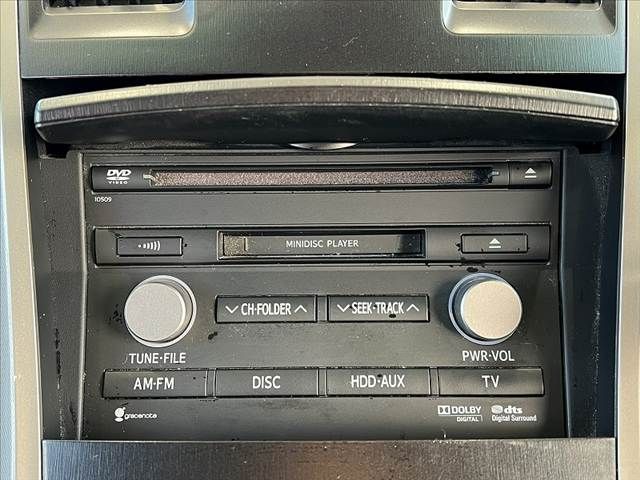 DVD
VIDEO
10509
MINIDISC PLAYER
CH·FOLDER
SEEK·TRACK
TUNE·FILE
PWR·VOL
AM·FM
DISC
HDD·AUX
TV
gracenote
DOLBY
DIGITAL
dts
Digital Surround